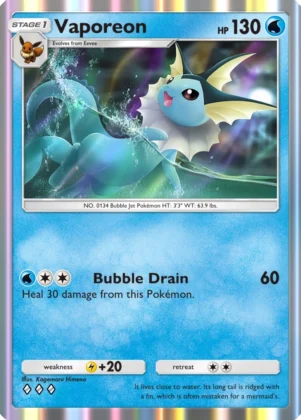 STAGE 1
Vaporeon
HP 130
Evolves from Eevee
NO. 0134 Bubble Jet Pokémon HT: 3'3" WT: 63.9 lbs.
Bubble Drain 60
Heal 30 damage from this Pokémon.
weakness +20 retreat
Illus. Kagemaru Himeno
It lives close to water. Its long tail is ridged with
a fin, which is often mistaken for a mermaid's.